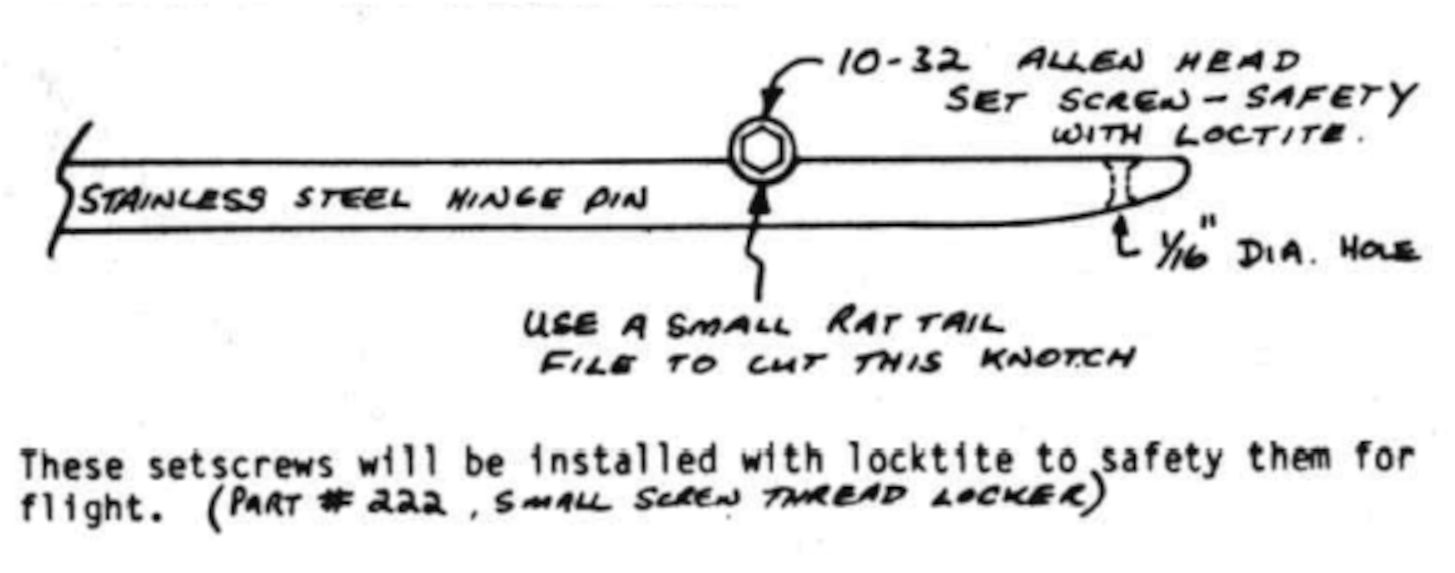 10-32 ALLEN HEAD
SET SCREW - SAFETY
WITH LOCTITE.
STAINLESS STEEL HINGE PIN
1/16" DIA. HOLE
USE A SMALL RAT TAIL
FILE TO CUT THIS KNOTCH
These setscrews will be installed with locktite to safety them for
flight. (PART # 222, SMALL SCREW THREAD LOCKER)